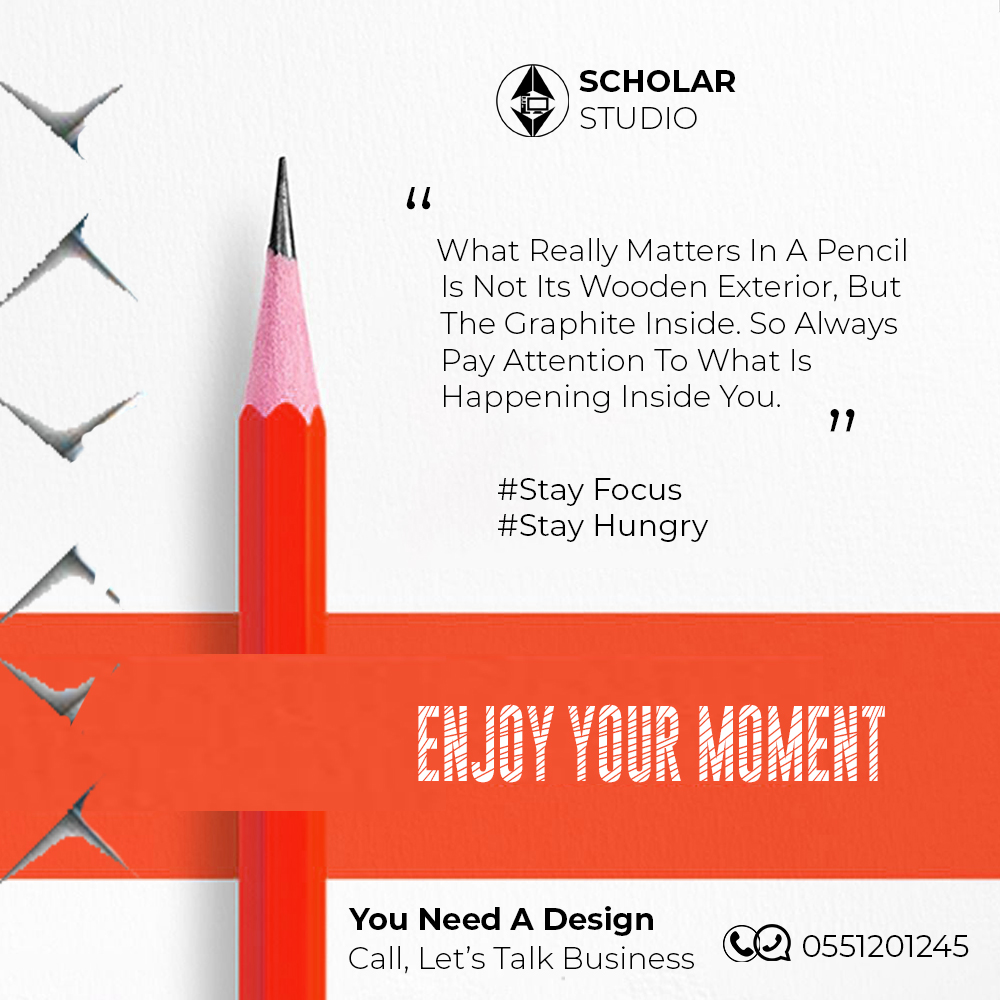 SCHOLAR
STUDIO
“
What Really Matters In A Pencil
Is Not Its Wooden Exterior, But
The Graphite Inside. So Always
Pay Attention To What Is
Happening Inside You.
”
#Stay Focus
#Stay Hungry
ENJOY YOUR MOMENT
You Need A Design
Call, Let’s Talk Business
0551201245